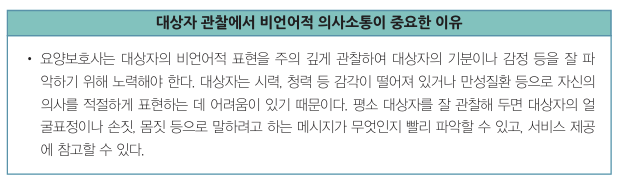 대상자 관찰에서 비언어적 의사소통이 중요한 이유
• 요양보호사는 대상자의 비언어적 표현을 주의 깊게 관찰하여 대상자의 기분이나 감정 등을 잘 파
악하기 위해 노력해야 한다. 대상자는 시력, 청력 등 감각이 떨어져 있거나 만성질환 등으로 자신의
의사를 적절하게 표현하는 데 어려움이 있기 때문이다. 평소 대상자를 잘 관찰해 두면 대상자의 얼
굴표정이나 손짓, 몸짓 등으로 말하려고 하는 메시지가 무엇인지 빨리 파악할 수 있고, 서비스 제공
에 참고할 수 있다.